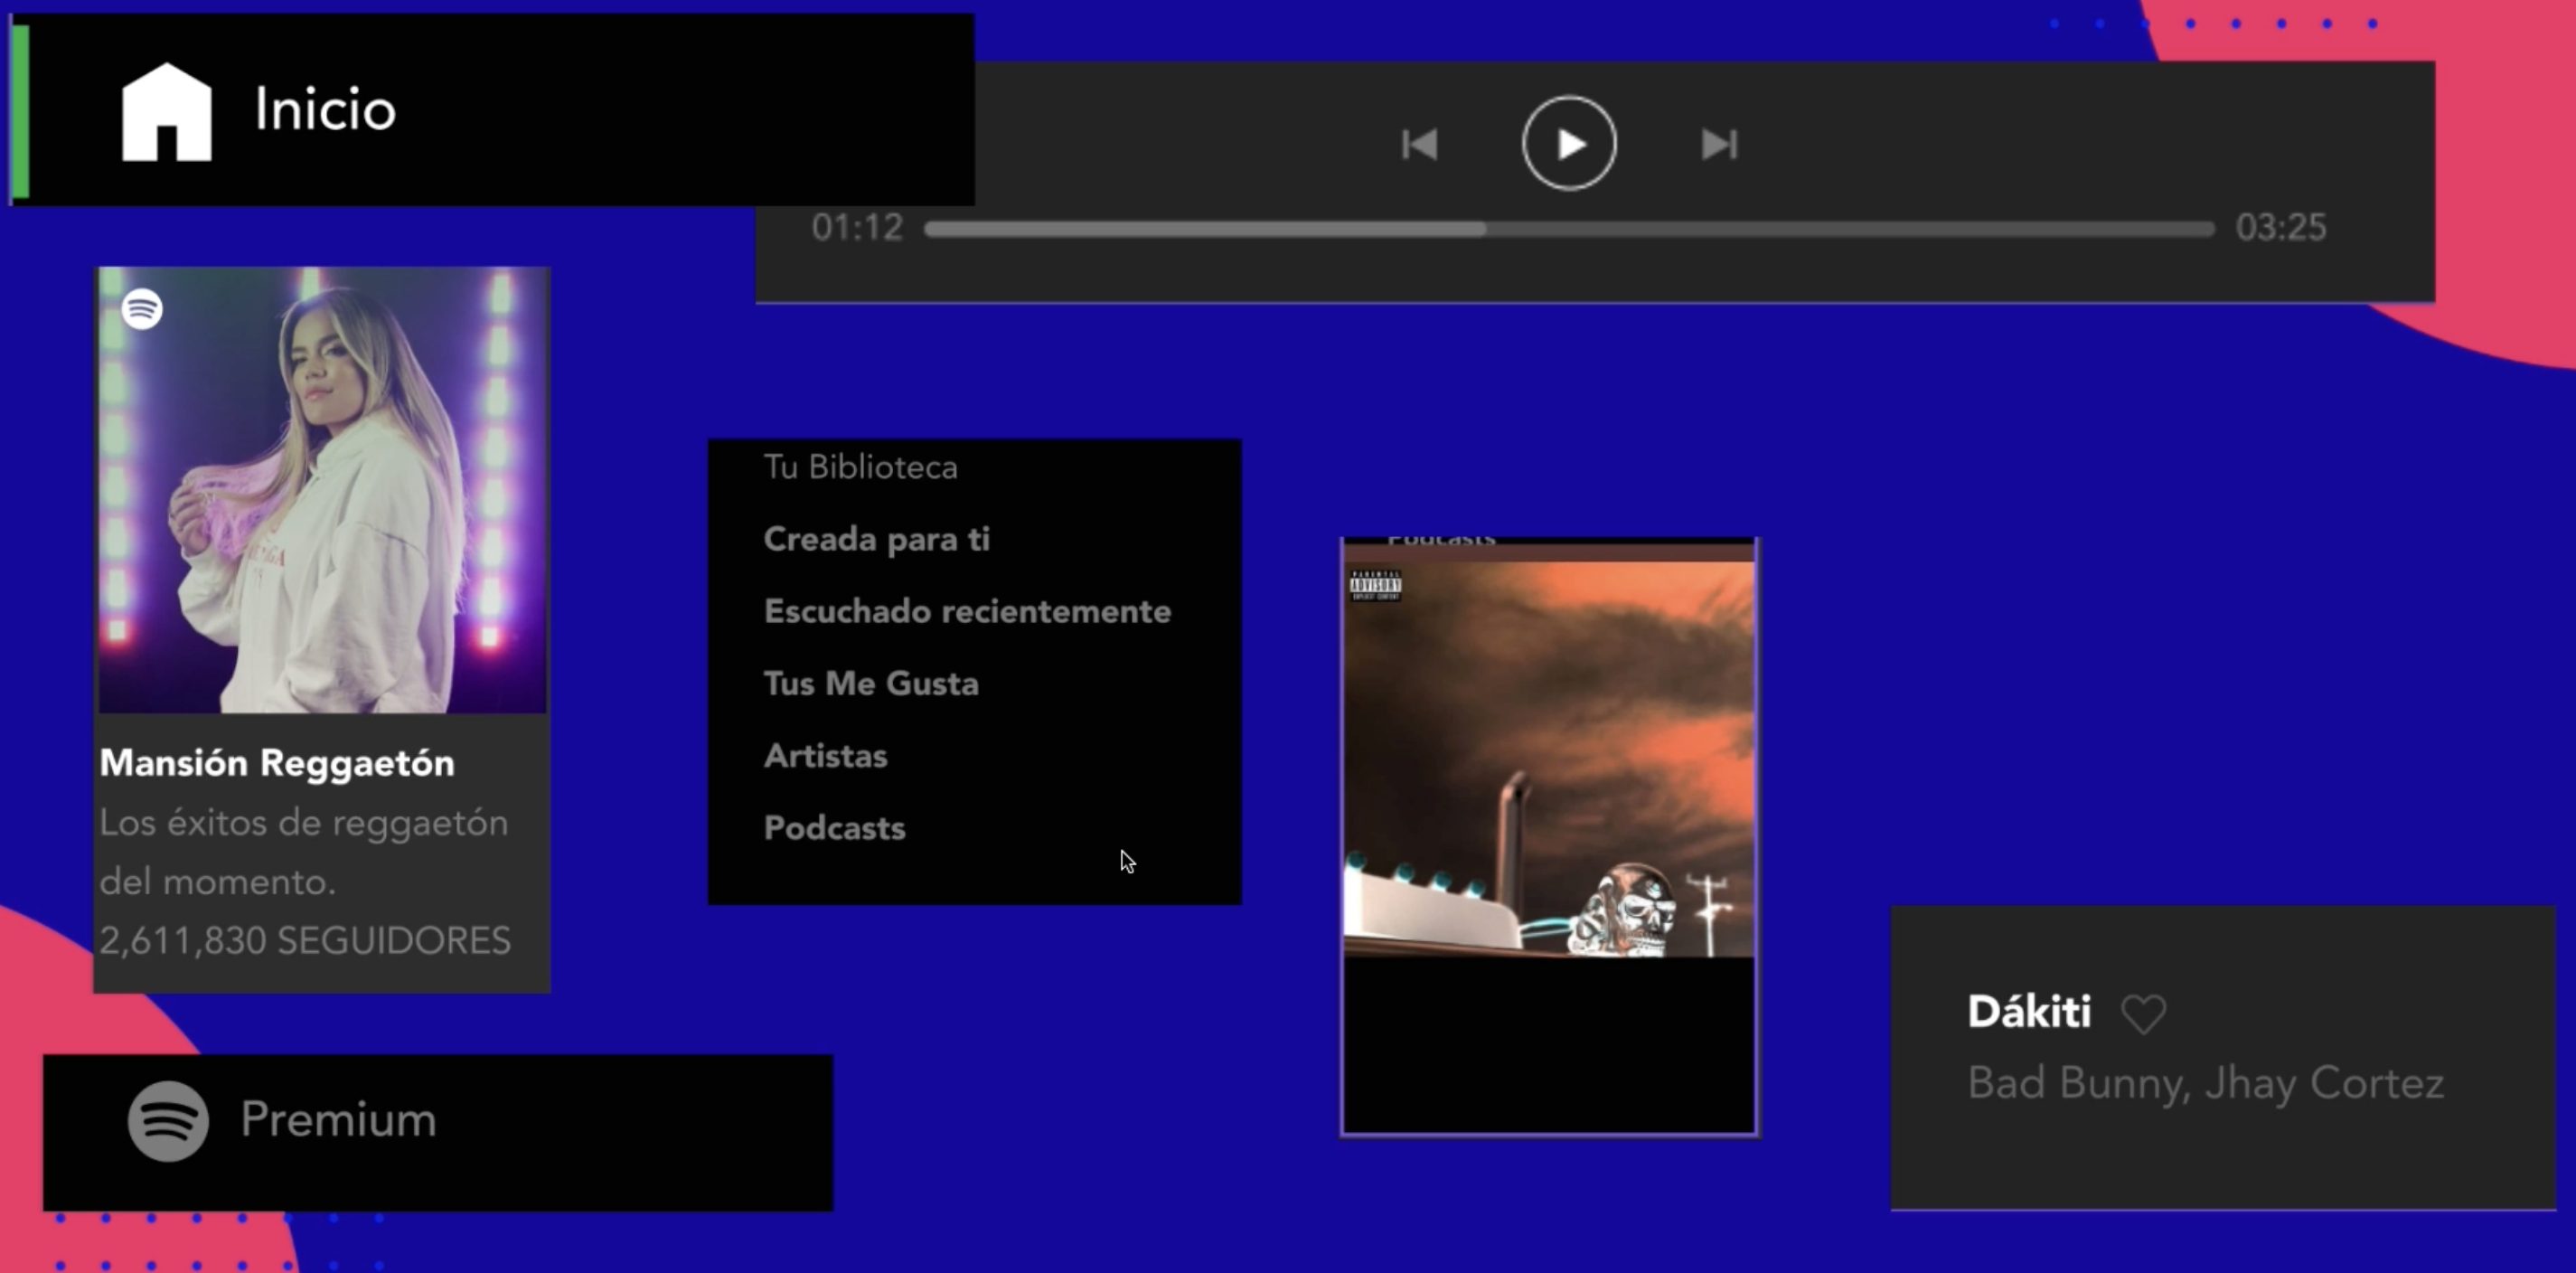 Inicio
01:12
03:25
Mansión Reggaetón
Los éxitos de reggaetón
del momento.
2,611,830 SEGUIDORES
Tu Biblioteca
Creada para ti
Escuchado recientemente
Tus Me Gusta
Artistas
Podcasts
Podcasts
PARENTAL
ADVISORY
EXPLICIT CONTENT
Dákiti
Bad Bunny, Jhay Cortez
Premium